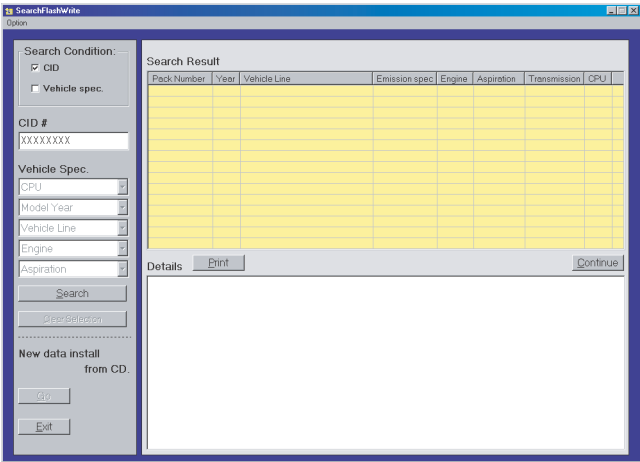 SearchFlashWrite
Option
Search Condition:
CID
Vehicle spec.
CID #
XXXXXXXX
Vehicle Spec.
CPU
Model Year
Vehicle Line
Engine
Aspiration
Search
Clear Selection
New data install
from CD.
Go
Exit
Search Result
Pack Number Year Vehicle Line Emission spec Engine Aspiration Transmission CPU
Details
Print
Continue